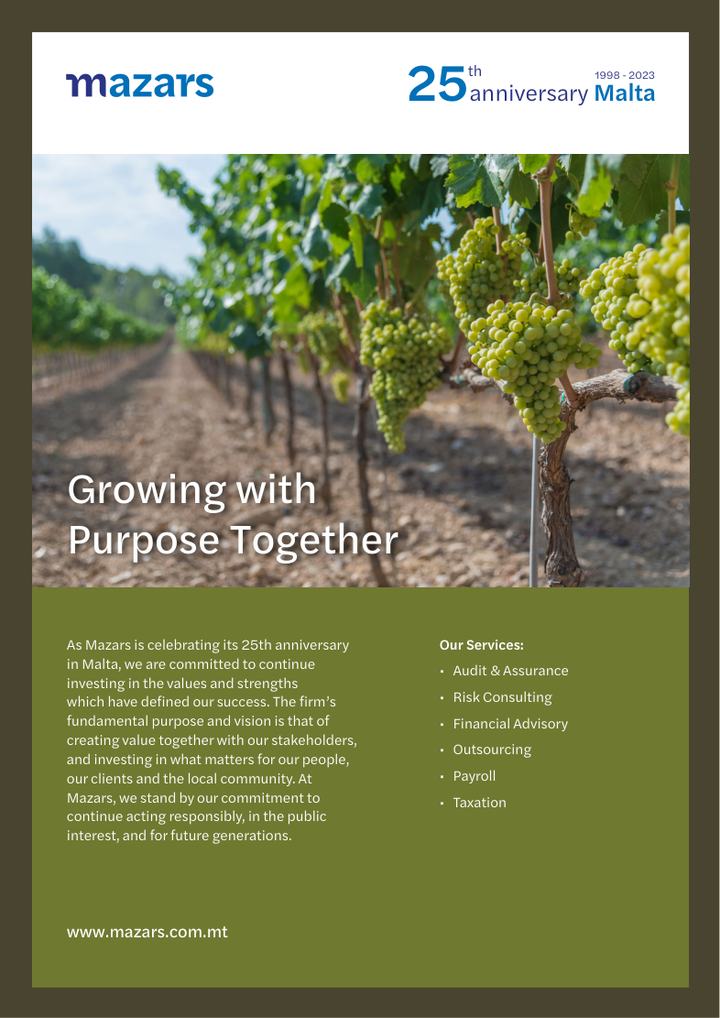 mazars
25th anniversary 1998 - 2023 Malta
Growing with
Purpose Together
As Mazars is celebrating its 25th anniversary
in Malta, we are committed to continue
investing in the values and strengths
which have defined our success. The firm’s
fundamental purpose and vision is that of
creating value together with our stakeholders,
and investing in what matters for our people,
our clients and the local community. At
Mazars, we stand by our commitment to
continue acting responsibly, in the public
interest, and for future generations.
www.mazars.com.mt
Our Services:
• Audit & Assurance
• Risk Consulting
• Financial Advisory
• Outsourcing
• Payroll
• Taxation